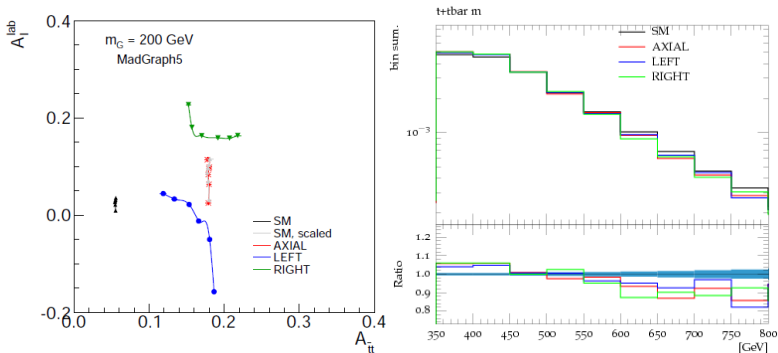 0.4
A_l^lab
m_G = 200 GeV
MadGraph5
0.2
0.0
-0.2
SM
SM, scaled
AXIAL
LEFT
RIGHT
0.0 0.1 0.2 0.3 0.4
A_tt̄
t+tbar m
bin sum.
SM
AXIAL
LEFT
RIGHT
10⁻³
Ratio
1.2
1.1
1.0
0.9
0.8
350 400 450 500 550 600 650 700 750 800
[GeV]